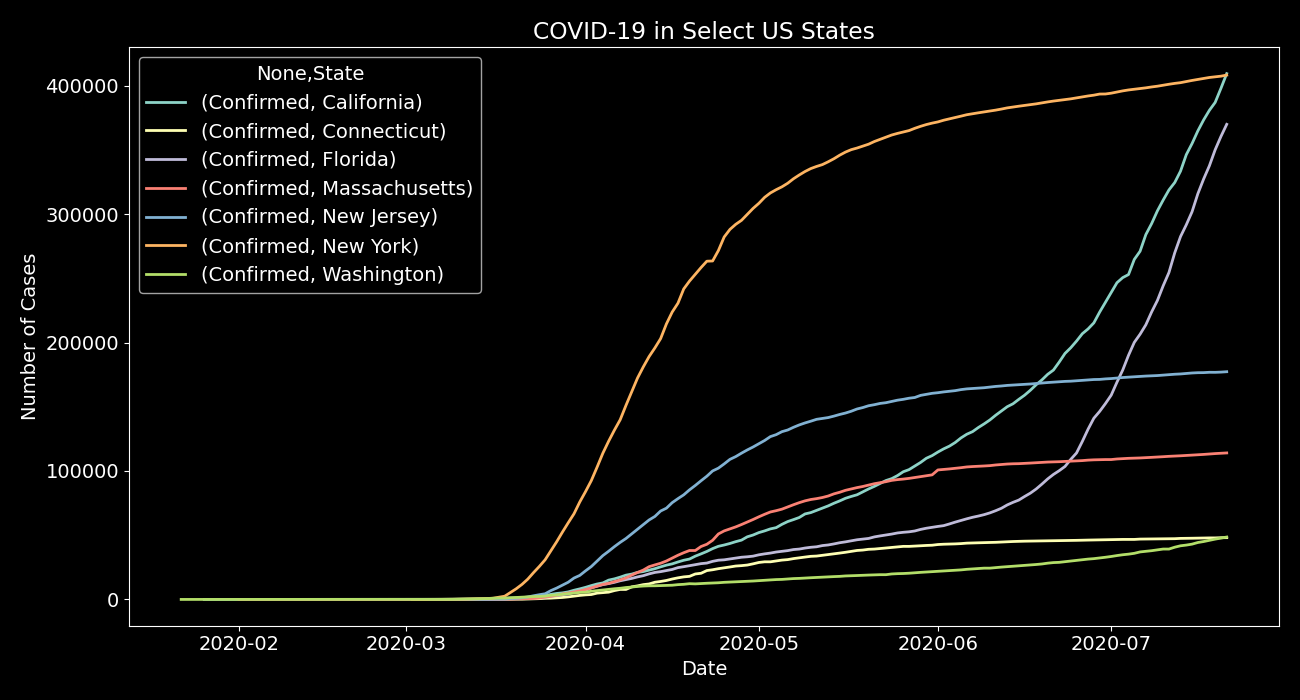 COVID-19 in Select US States
None,State
(Confirmed, California)
(Confirmed, Connecticut)
(Confirmed, Florida)
(Confirmed, Massachusetts)
(Confirmed, New Jersey)
(Confirmed, New York)
(Confirmed, Washington)
Number of Cases
400000
300000
200000
100000
0
2020-02
2020-03
2020-04
2020-05
2020-06
2020-07
Date